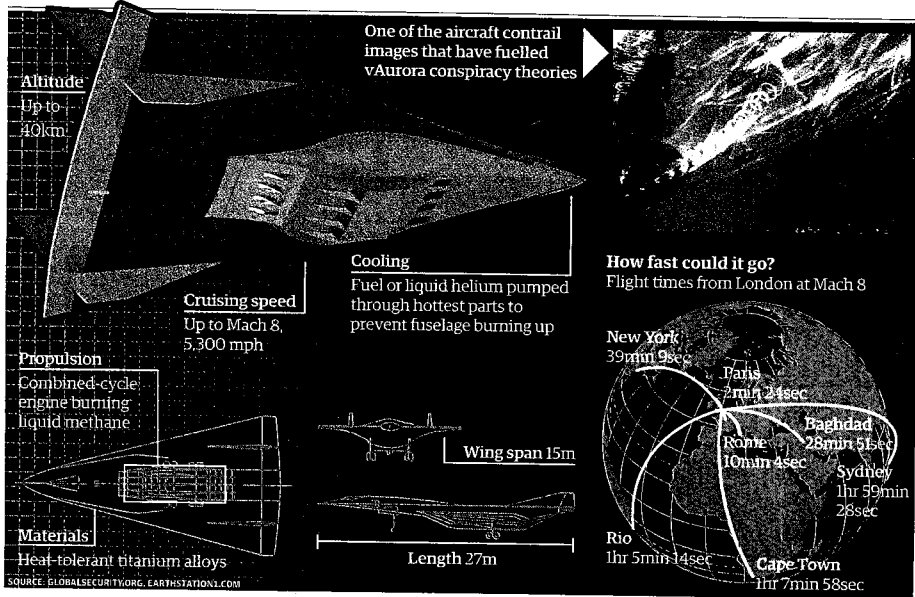 One of the aircraft contrail
images that have fuelled
vAurora conspiracy theories
Altitude
Up to
40km
Cooling
Fuel or liquid helium pumped
through hottest parts to
prevent fuselage burning up
Cruising speed
Up to Mach 8,
5,300 mph
Propulsion
Combined-cycle
engine burning
liquid methane
Wing span 15m
Materials
Heat-tolerant titanium alloys
Length 27m
SOURCE: GLOBALSECURITY.ORG, EARTHSTATION1.COM
How fast could it go?
Flight times from London at Mach 8
New York
39min 9sec
Paris
2min 24sec
Baghdad
28min 51sec
Rome
10min 4sec
Sydney
1hr 59min
28sec
Rio
1hr 5min 14sec
Cape Town
1hr 7min 58sec